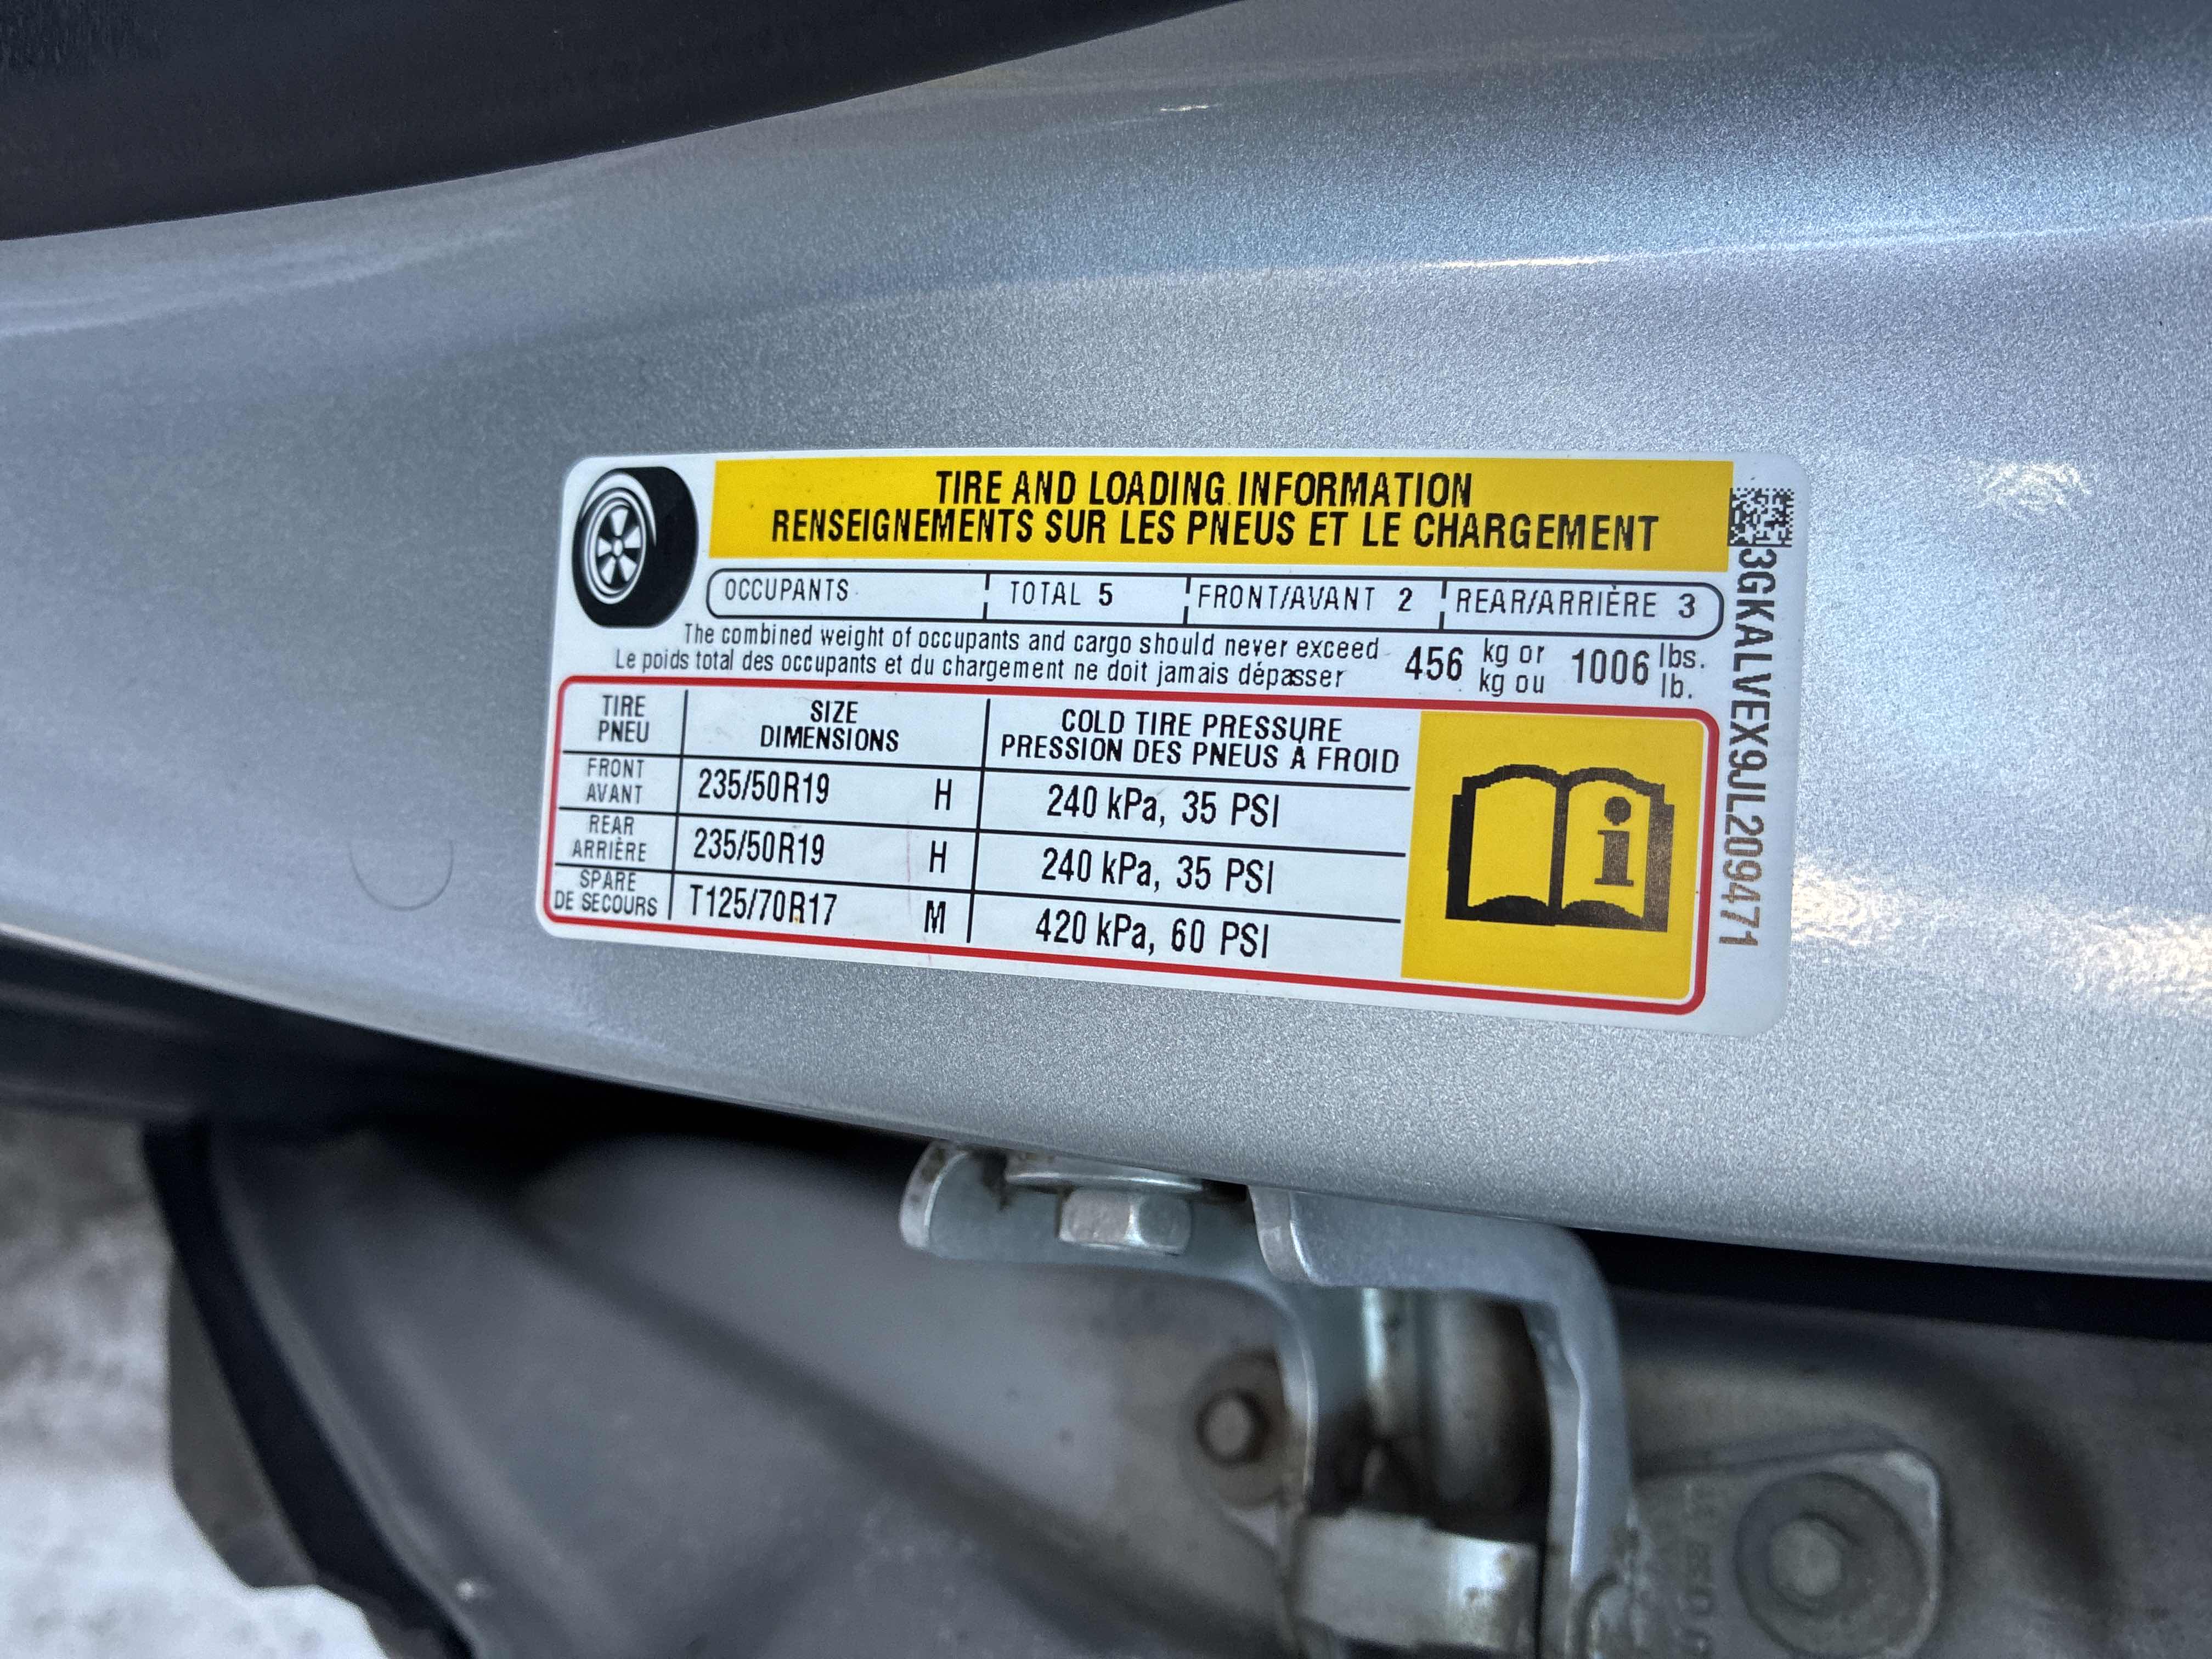 TIRE AND LOADING INFORMATION
RENSEIGNEMENTS SUR LES PNEUS ET LE CHARGEMENT
OCCUPANTS TOTAL 5 FRONT/AVANT 2 REAR/ARRIÈRE 3
The combined weight of occupants and cargo should never exceed 456 kg or 1006 lbs.
Le poids total des occupants et du chargement ne doit jamais dépasser kg ou lb.
TIRE SIZE COLD TIRE PRESSURE
PNEU DIMENSIONS PRESSION DES PNEUS À FROID
FRONT
AVANT 235/50R19 H 240 kPa, 35 PSI
REAR
ARRIÈRE 235/50R19 H 240 kPa, 35 PSI
SPARE
DE SECOURS T125/70R17 M 420 kPa, 60 PSI
3GKALVEX9JL209471